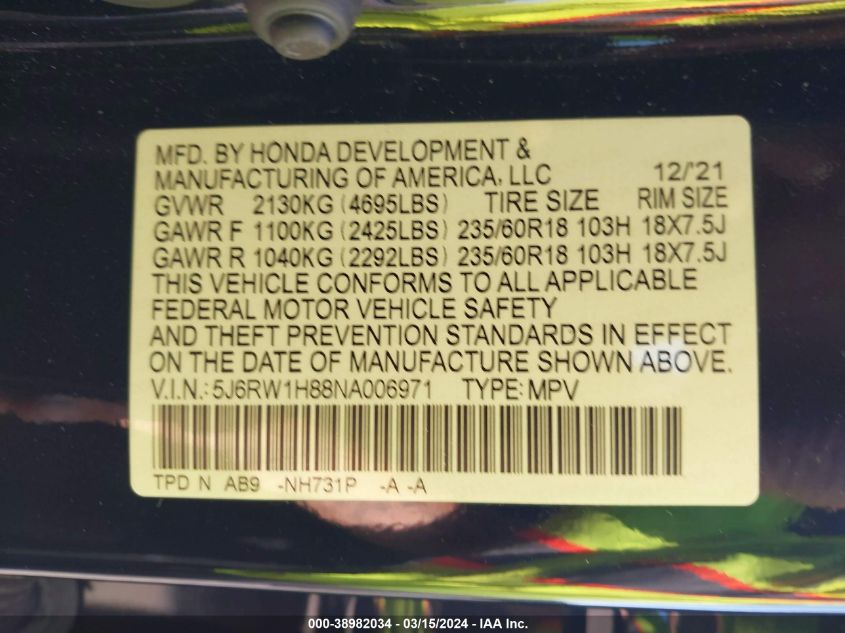 MFD. BY HONDA DEVELOPMENT &
MANUFACTURING OF AMERICA, LLC 12/'21
GVWR 2130KG (4695LBS) TIRE SIZE RIM SIZE
GAWR F 1100KG (2425LBS) 235/60R18 103H 18X7.5J
GAWR R 1040KG (2292LBS) 235/60R18 103H 18X7.5J
THIS VEHICLE CONFORMS TO ALL APPLICABLE
FEDERAL MOTOR VEHICLE SAFETY
AND THEFT PREVENTION STANDARDS IN EFFECT
ON THE DATE OF MANUFACTURE SHOWN ABOVE.
V.I.N.: 5J6RW1H88NA006971 TYPE: MPV
TPD N AB9 -NH731P -A -A
000-38982034 - 03/15/2024 - IAA Inc.